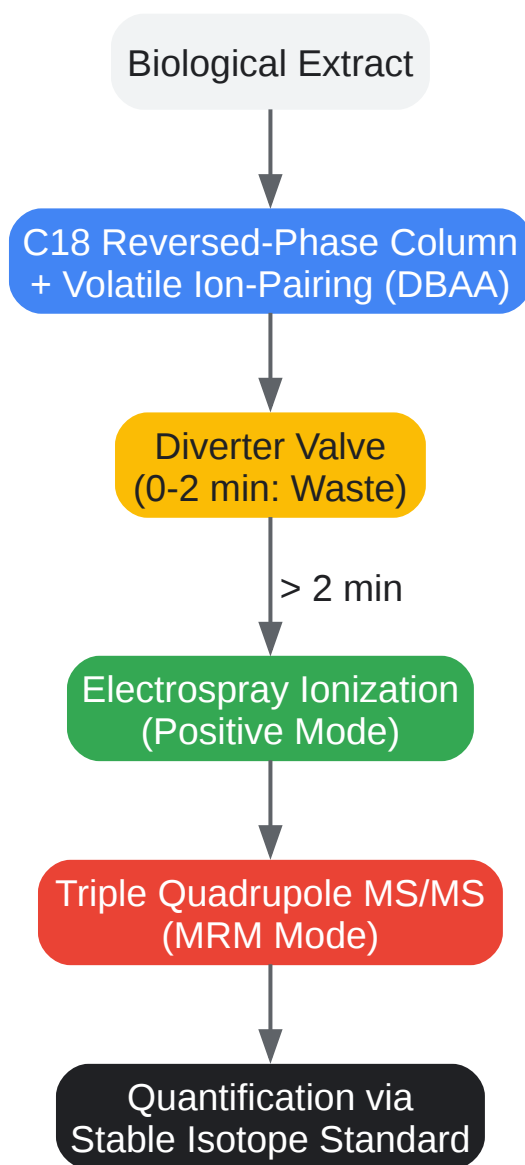 Biological Extract
C18 Reversed-Phase Column
+ Volatile Ion-Pairing (DBAA)
Diverter Valve
(0-2 min: Waste)
> 2 min
Electrospray Ionization
(Positive Mode)
Triple Quadrupole MS/MS
(MRM Mode)
Quantification via
Stable Isotope Standard